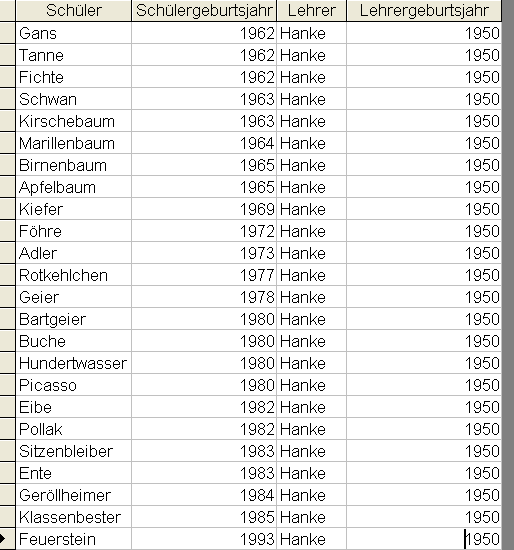 Schüler Schülergeburtsjahr Lehrer Lehrergeburtsjahr
Gans 1962 Hanke 1950
Tanne 1962 Hanke 1950
Fichte 1962 Hanke 1950
Schwan 1963 Hanke 1950
Kirschebaum 1963 Hanke 1950
Marillenbaum 1964 Hanke 1950
Birnenbaum 1965 Hanke 1950
Apfelbaum 1965 Hanke 1950
Kiefer 1969 Hanke 1950
Föhre 1972 Hanke 1950
Adler 1973 Hanke 1950
Rotkehlchen 1977 Hanke 1950
Geier 1978 Hanke 1950
Bartgeier 1980 Hanke 1950
Buche 1980 Hanke 1950
Hundertwasser 1980 Hanke 1950
Picasso 1980 Hanke 1950
Eibe 1982 Hanke 1950
Pollak 1982 Hanke 1950
Sitzenbleiber 1983 Hanke 1950
Ente 1983 Hanke 1950
Geröllheimer 1984 Hanke 1950
Klassenbester 1985 Hanke 1950
Feuerstein 1993 Hanke 1950